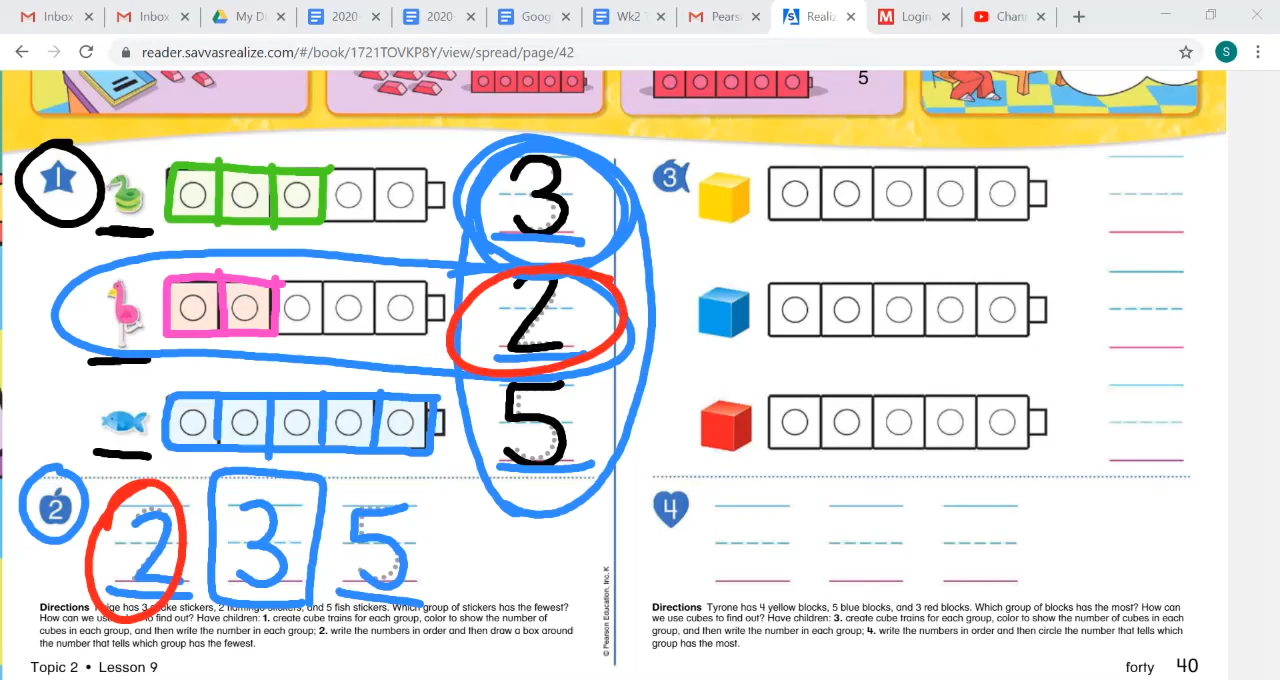 Inbox
Inbox
My Di
2020-
2020-
Goog
Wk2 T
Pears
Realiz
Login
Chann
reader.savvasrealize.com/#/book/1721TOVKP8Y/view/spread/page/42
S
5
1
3
2
5
2
2 3 5
Directions has 3 stickers, 2 and 5 fish stickers. Which group of stickers has the fewest?
How can we use to find out? Have children: 1. create cube trains for each group, color to show the number of
cubes in each group, and then write the number in each group; 2. write the numbers in order and then draw a box around
the number that tells which group has the fewest.
Topic 2 • Lesson 9
© Pearson Education, Inc. K
3
4
Directions Tyrone has 4 yellow blocks, 5 blue blocks, and 3 red blocks. Which group of blocks has the most? How can
we use cubes to find out? Have children: 3. create cube trains for each group, color to show the number of cubes in each
group, and then write the number in each group; 4. write the numbers in order and then circle the number that tells which
group has the most.
forty 40